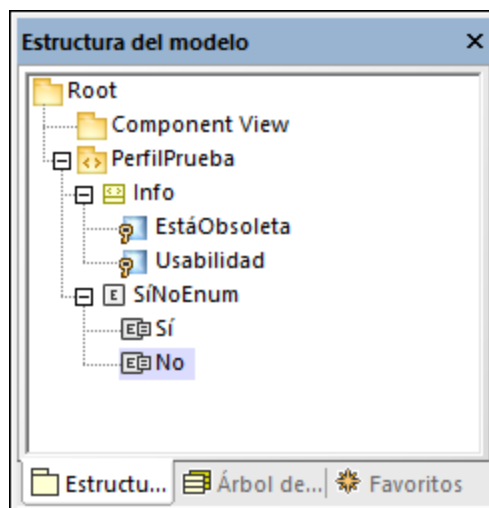 Estructura del modelo
Root
Component View
PerfilPrueba
Info
EstáObsoleta
Usabilidad
SíNoEnum
Sí
No
Estructu... Árbol de... Favoritos